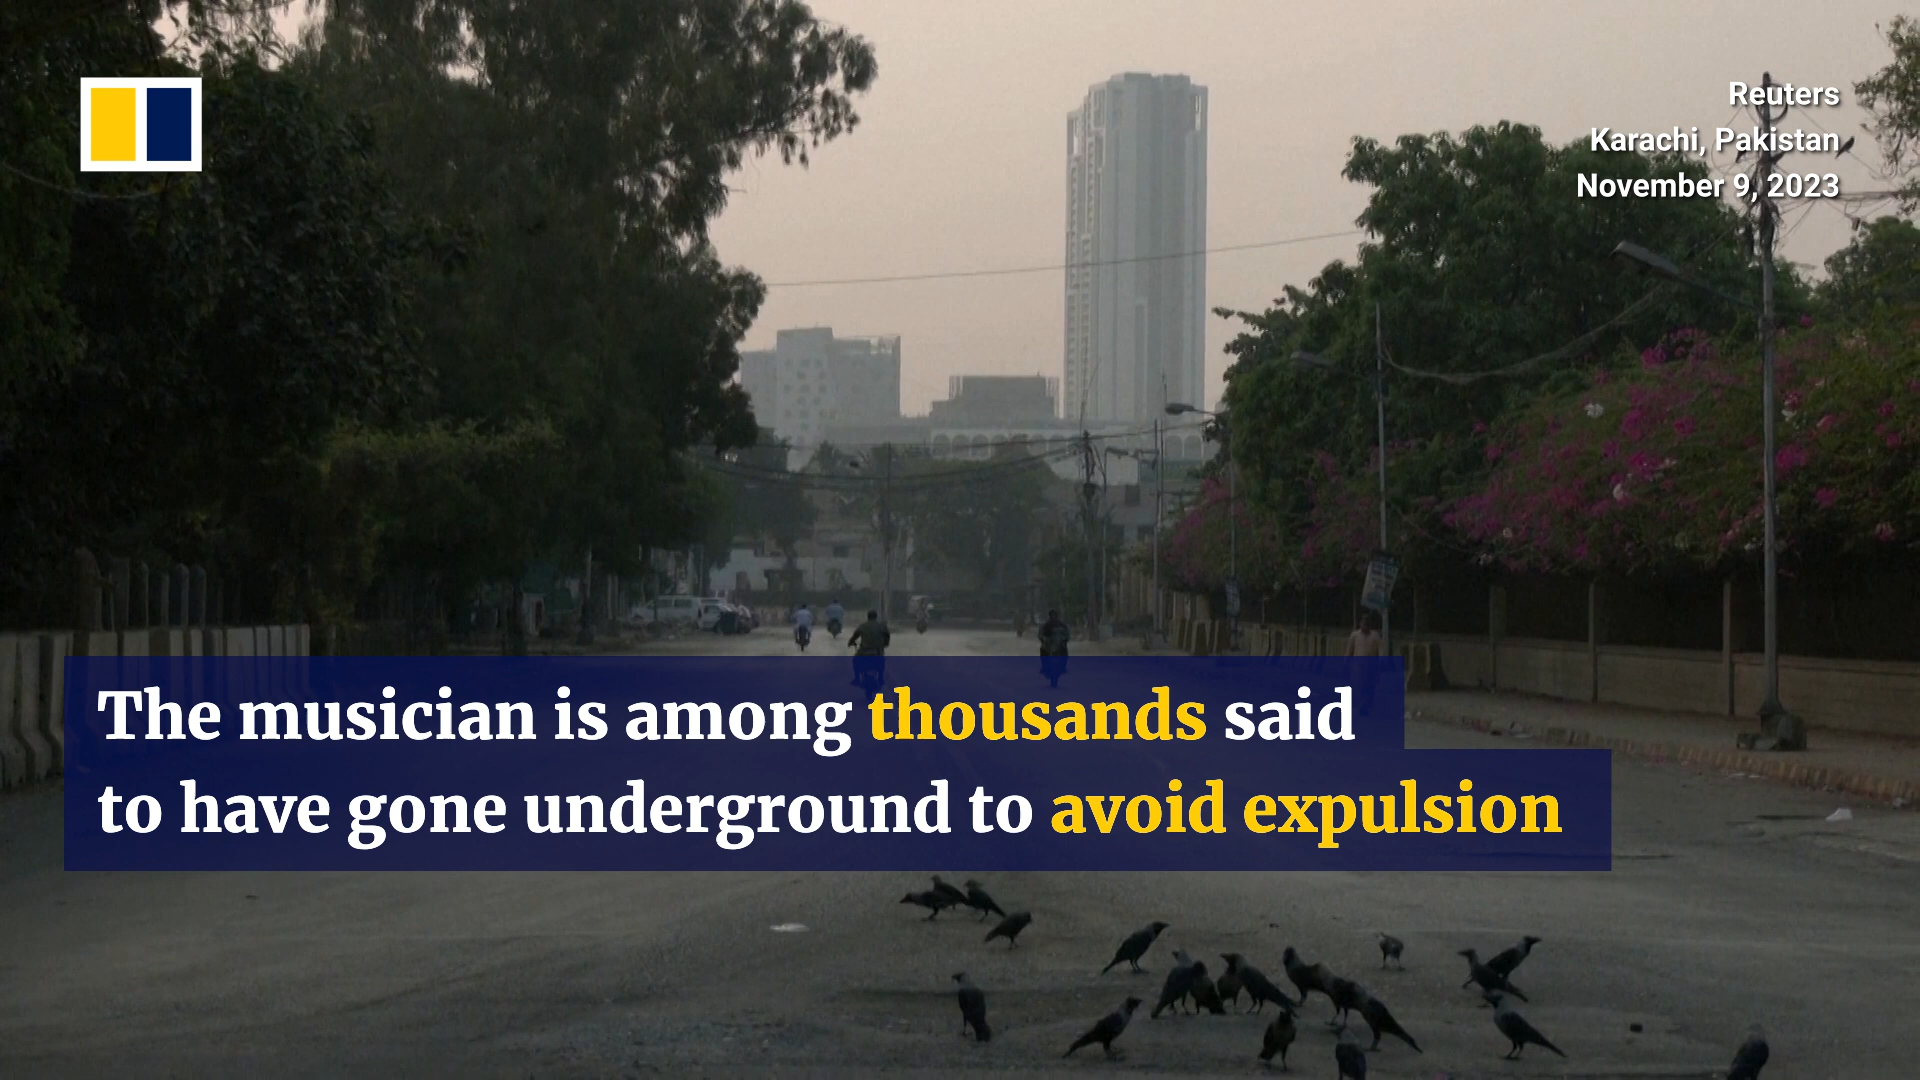 Reuters
Karachi, Pakistan
November 9, 2023
The musician is among thousands said
to have gone underground to avoid expulsion